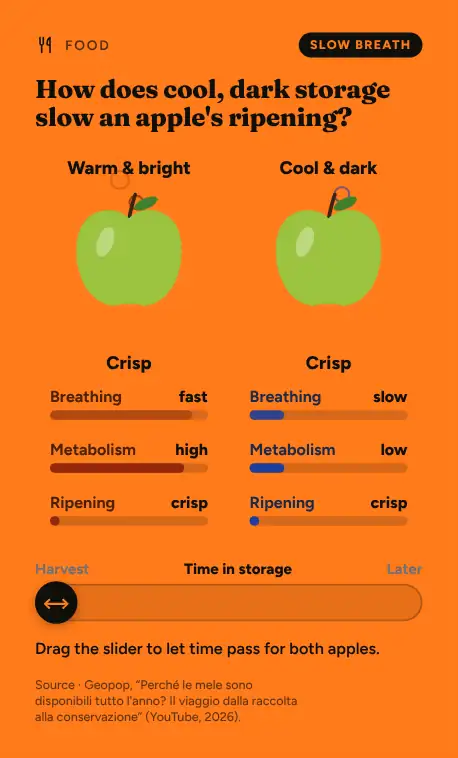 FOOD
SLOW BREATH
How does cool, dark storage
slow an apple's ripening?
Warm & bright
Cool & dark
Crisp
Crisp
Breathing fast
Breathing slow
Metabolism high
Metabolism low
Ripening crisp
Ripening crisp
Harvest Time in storage Later
Drag the slider to let time pass for both apples.
Source · Geopop, “Perché le mele sono
disponibili tutto l'anno? Il viaggio dalla raccolta
alla conservazione” (YouTube, 2026).